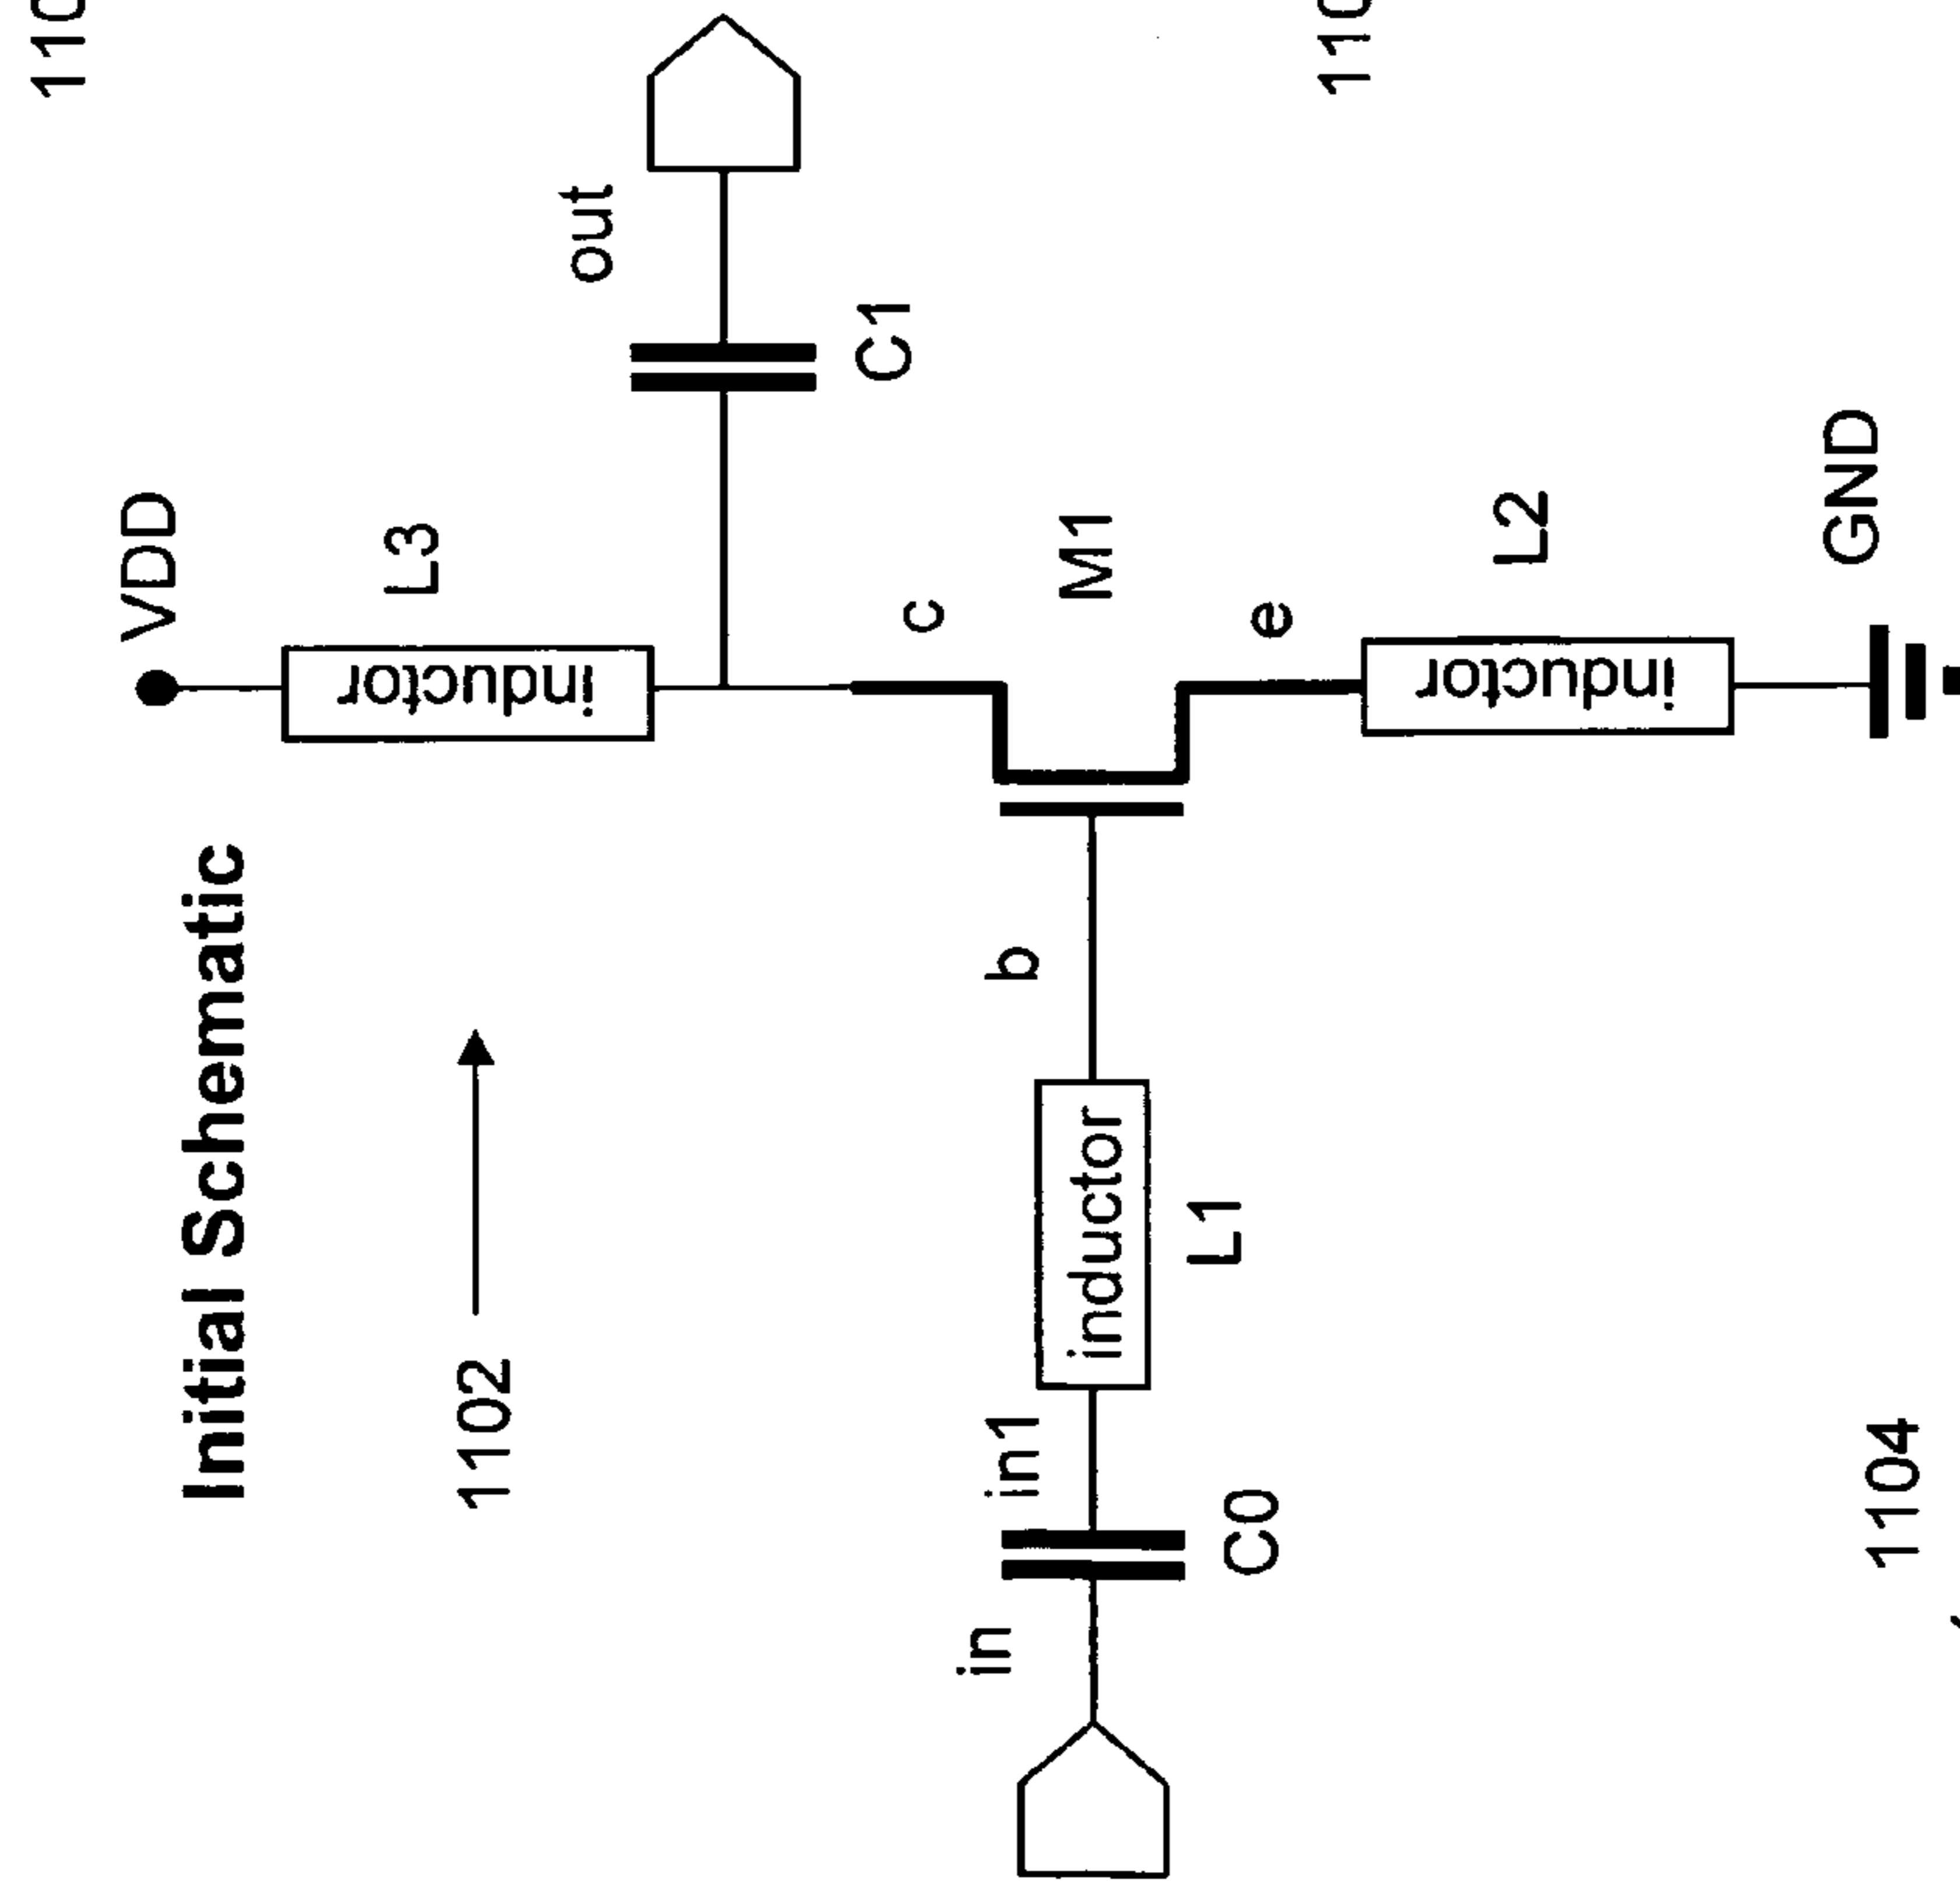 Initial Schematic
1102
VDD
L3
inductor
out
C1
c
M1
b
e
in
in1
C0
inductor
L1
inductor
L2
GND
1104